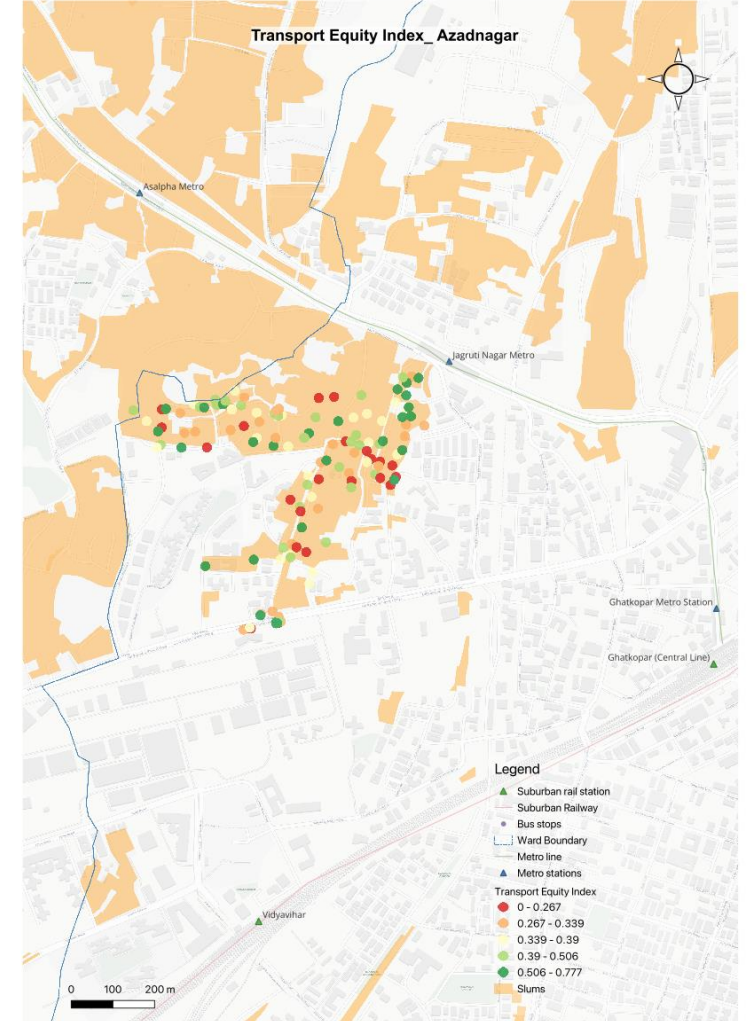 Transport Equity Index_ Azadnagar
Asalpha Metro
Jagruti Nagar Metro
Ghatkopar Metro Station
Ghatkopar (Central Line)
Vidyavihar
Legend
Suburban rail station
Suburban Railway
Bus stops
Ward Boundary
Metro line
Metro stations
Transport Equity Index
0 - 0.267
0.267 - 0.339
0.339 - 0.39
0.39 - 0.506
0.506 - 0.777
Slums
0 100 200 m